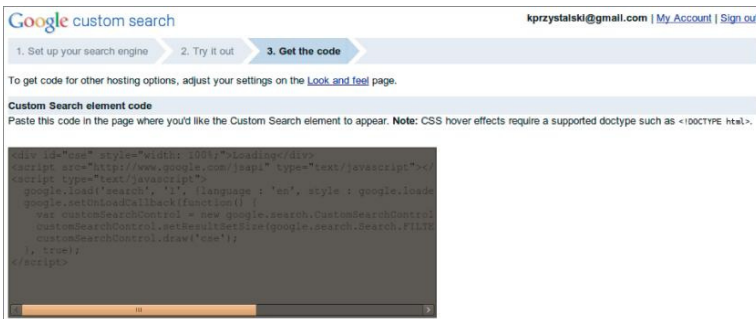 Google custom search
kprzystalski@gmail.com | My Account | Sign out
1. Set up your search engine 2. Try it out 3. Get the code
To get code for other hosting options, adjust your settings on the Look and feel page.
Custom Search element code
Paste this code in the page where you'd like the Custom Search element to appear. Note: CSS hover effects require a supported doctype such as <!DOCTYPE html>.
<div id="cse" style="width: 100%;">Loading</div>
<script src="http://www.google.com/jsapi" type="text/javascript"></
<script type="text/javascript">
google.load('search', '1', {language : 'en', style : google.loade
google.setOnLoadCallback(function() {
var customSearchControl = new google.search.CustomSearchControl
customSearchControl.setResultSetSize(google.search.Search.FILTE
customSearchControl.draw('cse');
}, true);
</script>